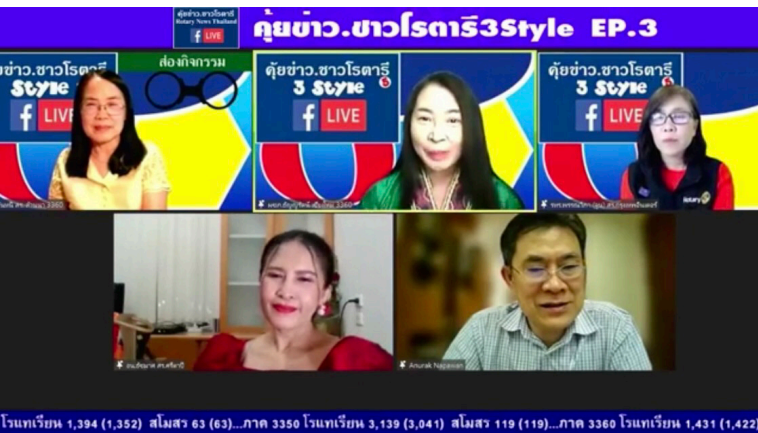 คุ้ยข่าว.ชาวโรตารี
Rotary News Thailand
f LIVE
คุ้ยข่าว.ชาวโรตารี3Style EP.3
ส่องกิจกรรม
ข่าว.ชาวโรตารี
3 Style
f LIVE
คุ้ยข่าว.ชาวโรตารี
3 Style
f LIVE
คุ้ยข่าว.ชาวโรตารี
3 Style
f LIVE
Rotary
3360
3360
Anurak Napawan
โรแทเรียน 1,394 (1,352) สโมสร 63 (63)...ภาค 3350 โรแทเรียน 3,139 (3,041) สโมสร 119 (119)...ภาค 3360 โรแทเรียน 1,431 (1,422)